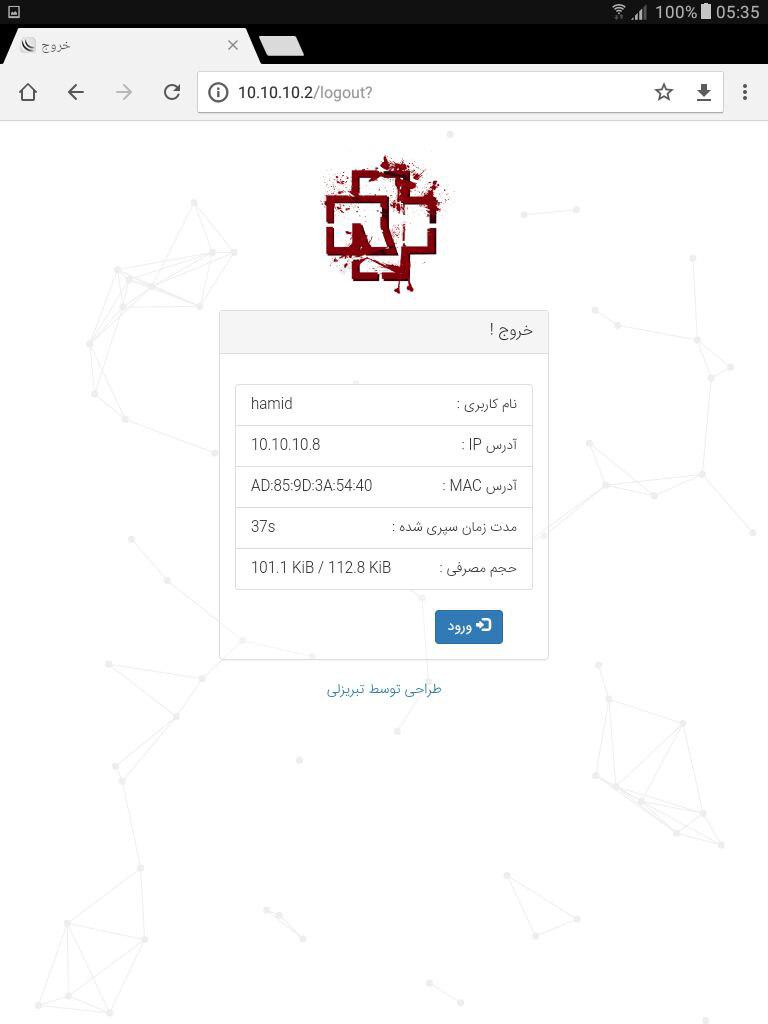 100% 05:35
خروج
10.10.10.2/logout?
خروج !
نام کاربری : hamid
آدرس IP : 10.10.10.8
آدرس MAC : AD:85:9D:3A:54:40
مدت زمان سپری شده : 37s
حجم مصرفی : 101.1 KiB / 112.8 KiB
ورود
طراحی توسط تبریزلی